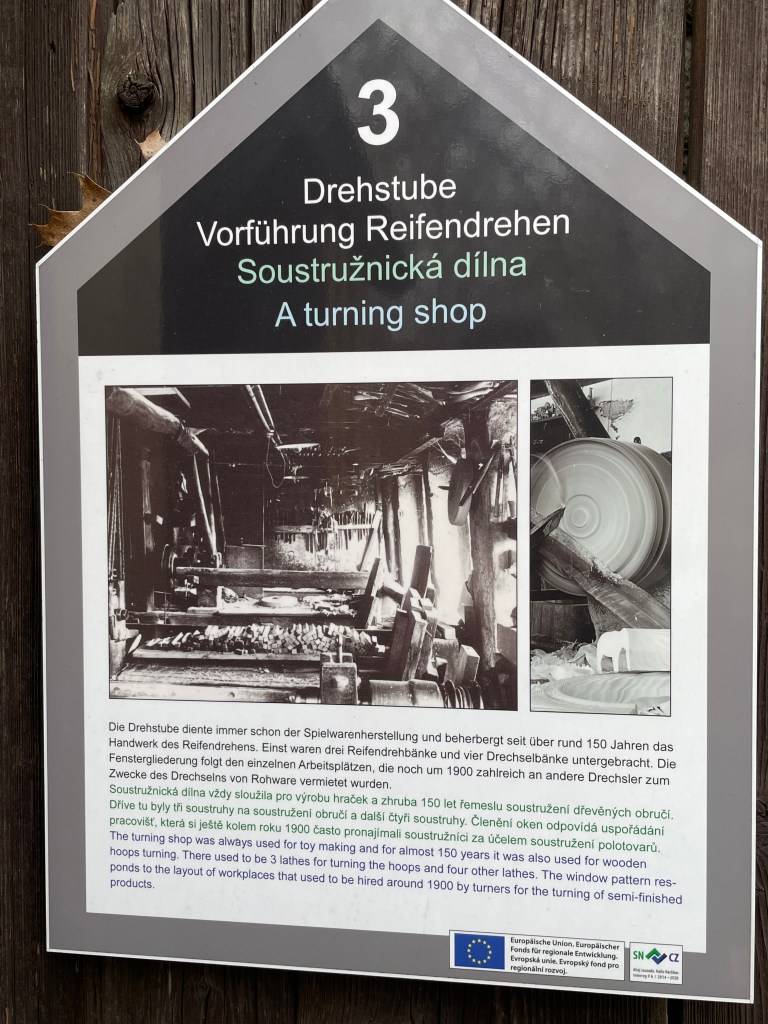 3
Drehstube
Vorführung Reifendrehen
Soustružnická dílna
A turning shop
Die Drehstube diente immer schon der Spielwarenherstellung und beherbergt seit über rund 150 Jahren das
Handwerk des Reifendrehens. Einst waren drei Reifendrehbänke und vier Drechselbänke untergebracht. Die
Fenstergliederung folgt den einzelnen Arbeitsplätzen, die noch um 1900 zahlreich an andere Drechsler zum
Zwecke des Drechselns von Rohware vermietet wurden.
Soustružnická dílna vždy sloužila pro výrobu hraček a zhruba 150 let řemeslu soustružení dřevěných obručí.
Dříve tu byly tři soustruhy na soustružení obručí a další čtyři soustruhy. Členění oken odpovídá uspořádání
pracovišť, která si ještě kolem roku 1900 často pronajímali soustružníci za účelem soustružení polotovarů.
The turning shop was always used for toy making and for almost 150 years it was also used for wooden
hoops turning. There used to be 3 lathes for turning the hoops and four other lathes. The window pattern res-
ponds to the layout of workplaces that used to be hired around 1900 by turners for the turning of semi-finished
products.
Europäische Union. Europäischer
Fonds für regionale Entwicklung.
Evropská unie. Evropský fond pro
regionální rozvoj.
SN CZ
Ahoj sousede. Hallo Nachbar.
Interreg V A / 2014–2020